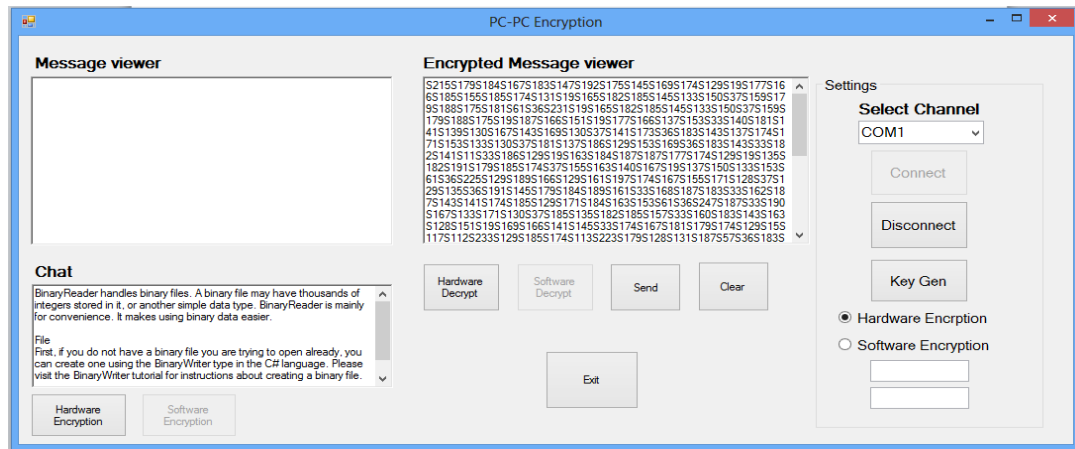 PC-PC Encryption
Message viewer
Encrypted Message viewer
S215S179S184S167S183S147S192S175S145S169S174S129S19S177S16
6S185S155S185S174S131S19S165S182S185S145S133S150S37S159S17
9S188S175S181S61S36S231S19S165S182S185S145S133S150S37S159S
179S188S175S19S187S166S151S19S177S166S137S153S33S140S181S1
41S139S130S167S143S169S130S37S141S173S36S183S143S137S174S1
71S153S133S130S37S181S137S186S129S153S169S36S183S143S33S18
2S141S11S33S186S129S19S163S184S187S187S177S174S129S19S135S
182S191S179S185S174S37S155S163S140S167S19S137S150S133S153S
61S36S225S129S189S166S129S161S197S174S167S155S171S128S37S1
29S135S36S191S145S179S184S189S161S33S168S187S183S33S162S18
7S143S141S174S185S129S171S184S163S153S61S36S247S187S33S190
S167S133S171S130S37S185S135S182S185S157S33S160S183S143S163
S128S151S19S169S166S141S145S33S174S167S181S179S174S129S15S
117S112S233S129S185S174S113S223S179S128S131S187S57S36S183S
Settings
Select Channel
COM1
Connect
Disconnect
Key Gen
Hardware Encrption
Software Encryption
Hardware
Decrypt
Software
Decrypt
Send
Clear
Exit
Chat
BinaryReader handles binary files. A binary file may have thousands of
integers stored in it, or another simple data type. BinaryReader is mainly
for convenience. It makes using binary data easier.
File
First, if you do not have a binary file you are trying to open already, you
can create one using the BinaryWriter type in the C# language. Please
visit the BinaryWriter tutorial for instructions about creating a binary file.
Hardware
Encryption
Software
Encryption